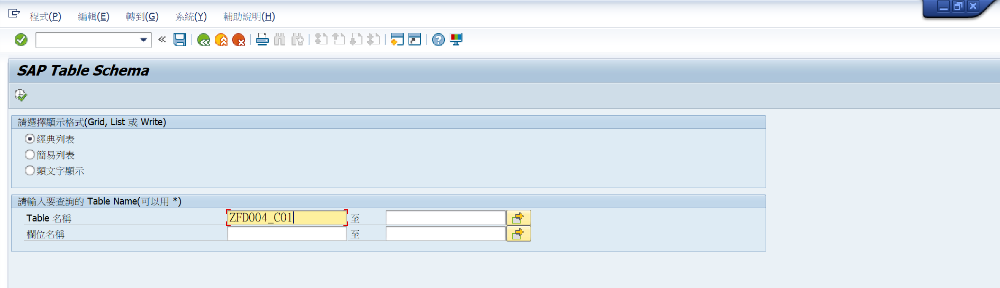 程式(P) 編輯(E) 轉到(G) 系統(Y) 輔助說明(H)
SAP Table Schema
請選擇顯示格式(Grid, List 或 Write)
經典列表
簡易列表
類文字顯示
請輸入要查詢的 Table Name(可以用 *)
Table 名稱 ZFD004_C01 至
欄位名稱 至